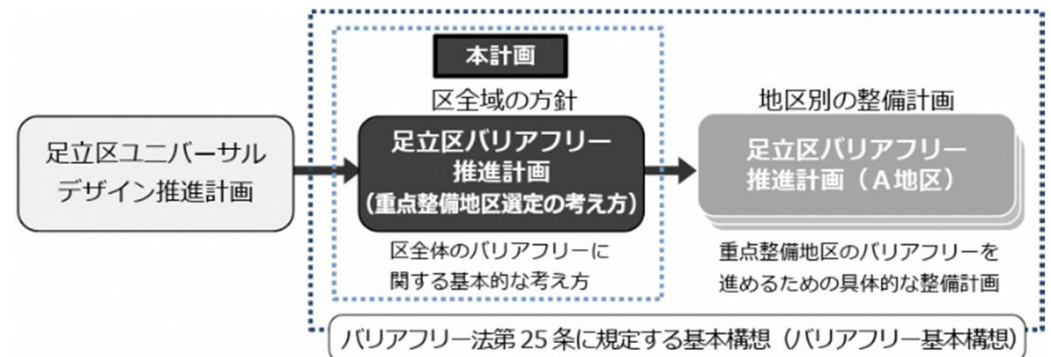 本計画
区全域の方針
地区別の整備計画
足立区ユニバーサル
デザイン推進計画
足立区バリアフリー
推進計画
(重点整備地区選定の考え方)
足立区バリアフリー
推進計画(A地区)
区全体のバリアフリーに
関する基本的な考え方
重点整備地区のバリアフリーを
進めるための具体的な整備計画
バリアフリー法第25条に規定する基本構想(バリアフリー基本構想)